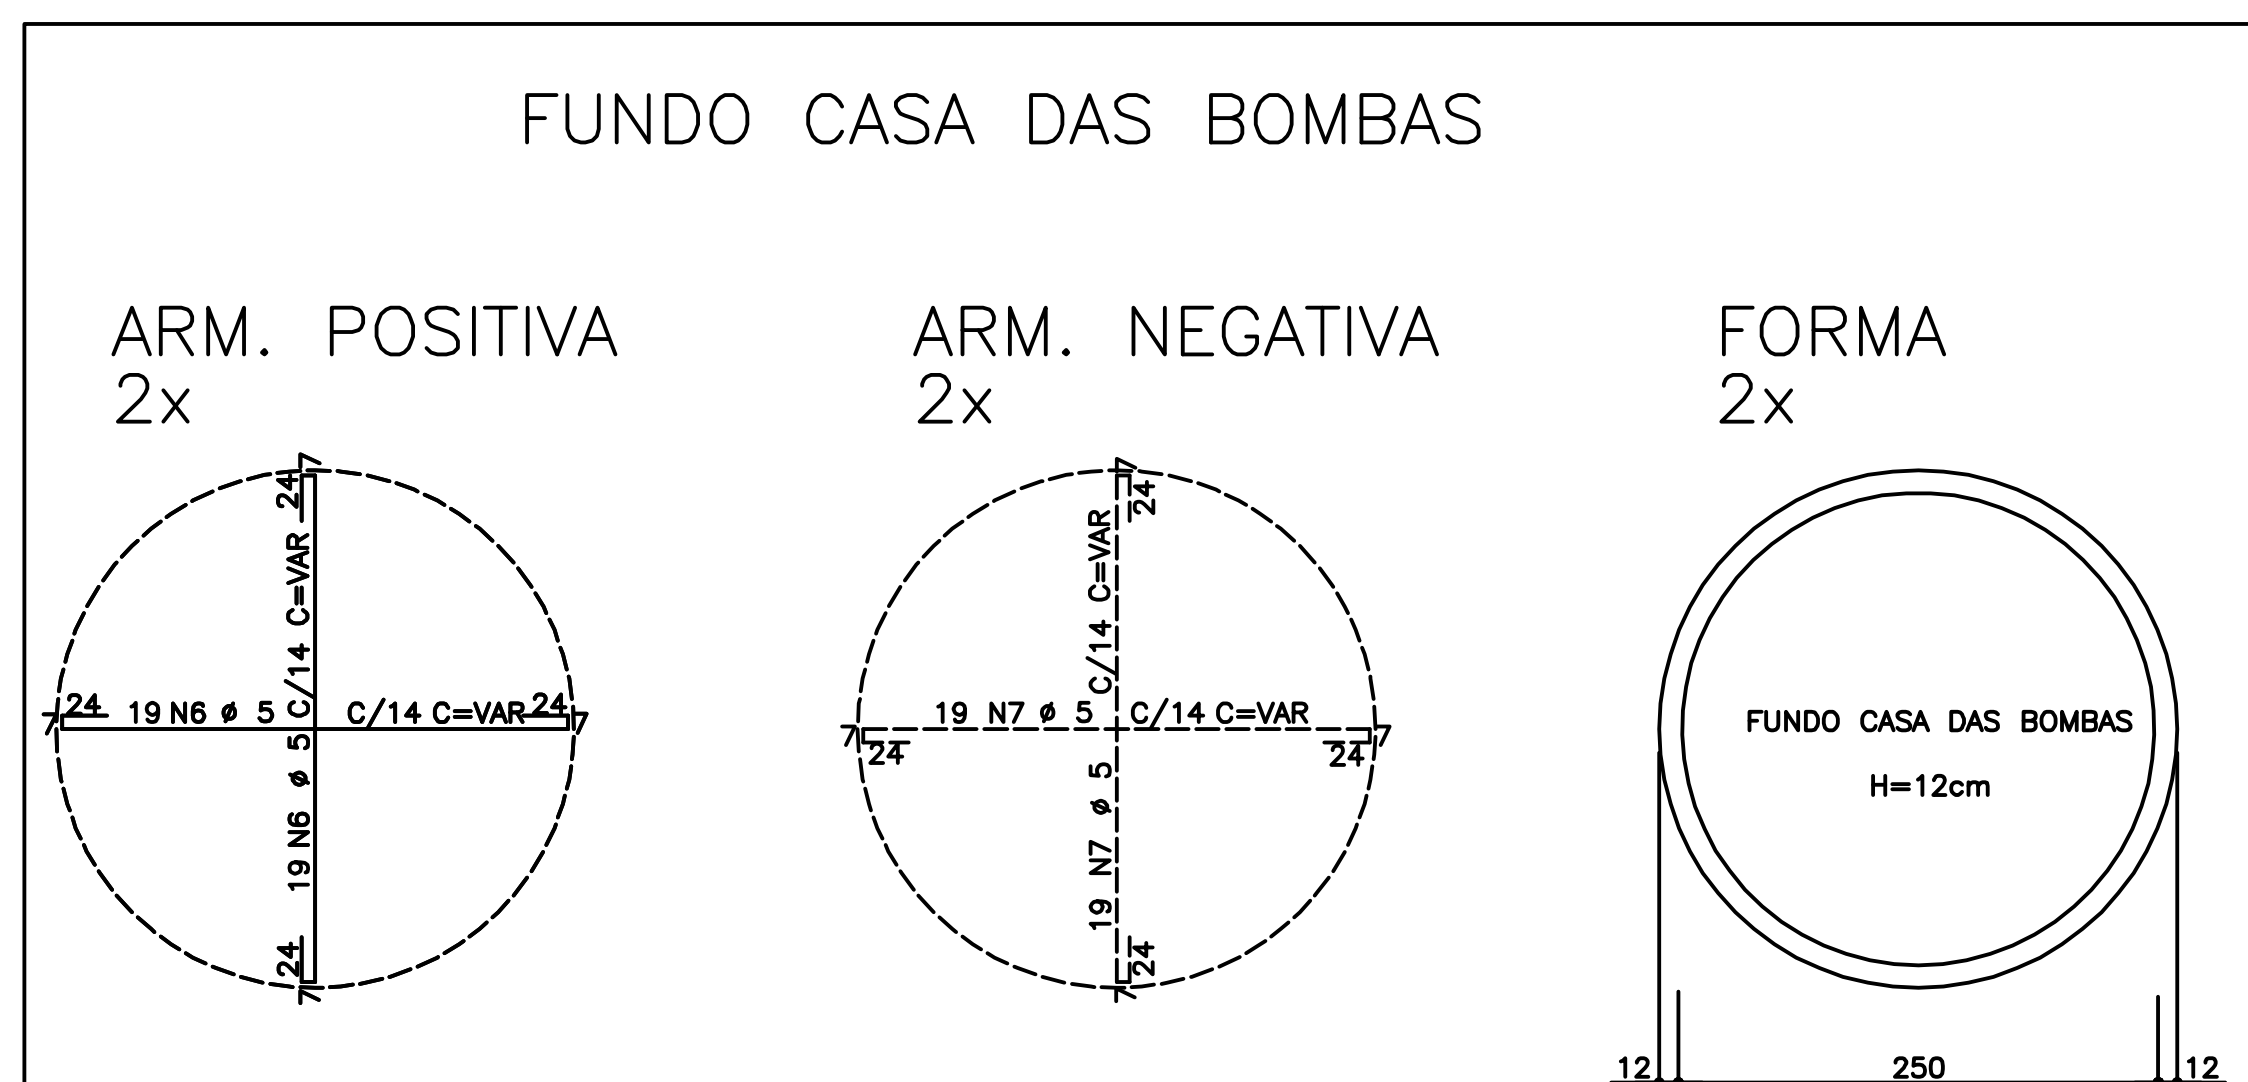 FUNDO CASA DAS BOMBAS
ARM. POSITIVA
2x
7
24
19 N6 ø 5 C/14 C=VAR
24
7
7
24
19 N6 ø 5 C/14 C=VAR
24
7
ARM. NEGATIVA
2x
7
24
19 N7 ø 5 C/14 C=VAR
24
7
7
24
19 N7 ø 5 C/14 C=VAR
24
7
FORMA
2x
FUNDO CASA DAS BOMBAS
H=12cm
12 250 12